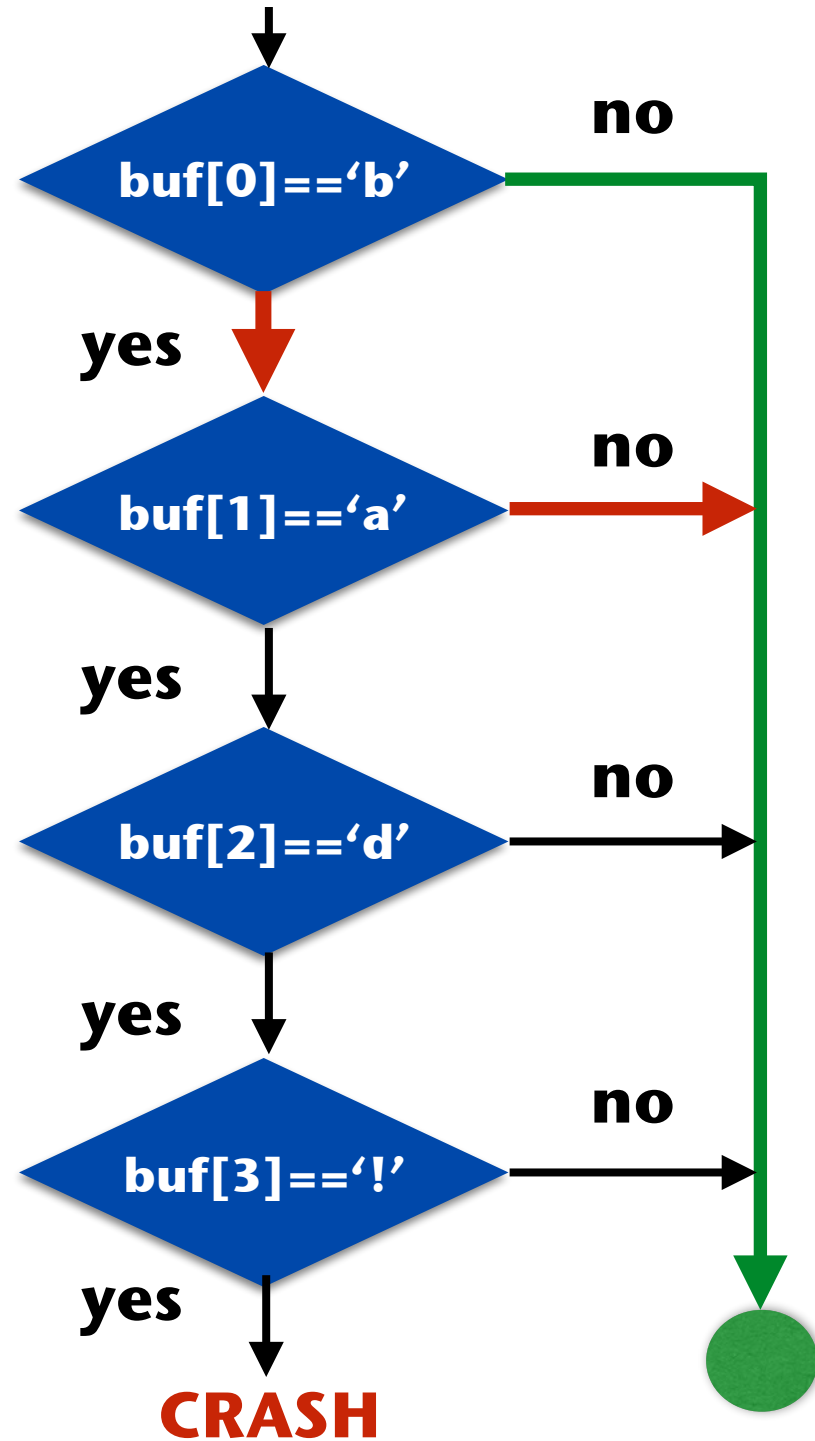 no
buf[0]==‘b’
yes
no
buf[1]==‘a’
yes
no
buf[2]==‘d’
yes
no
buf[3]==‘!’
yes
CRASH